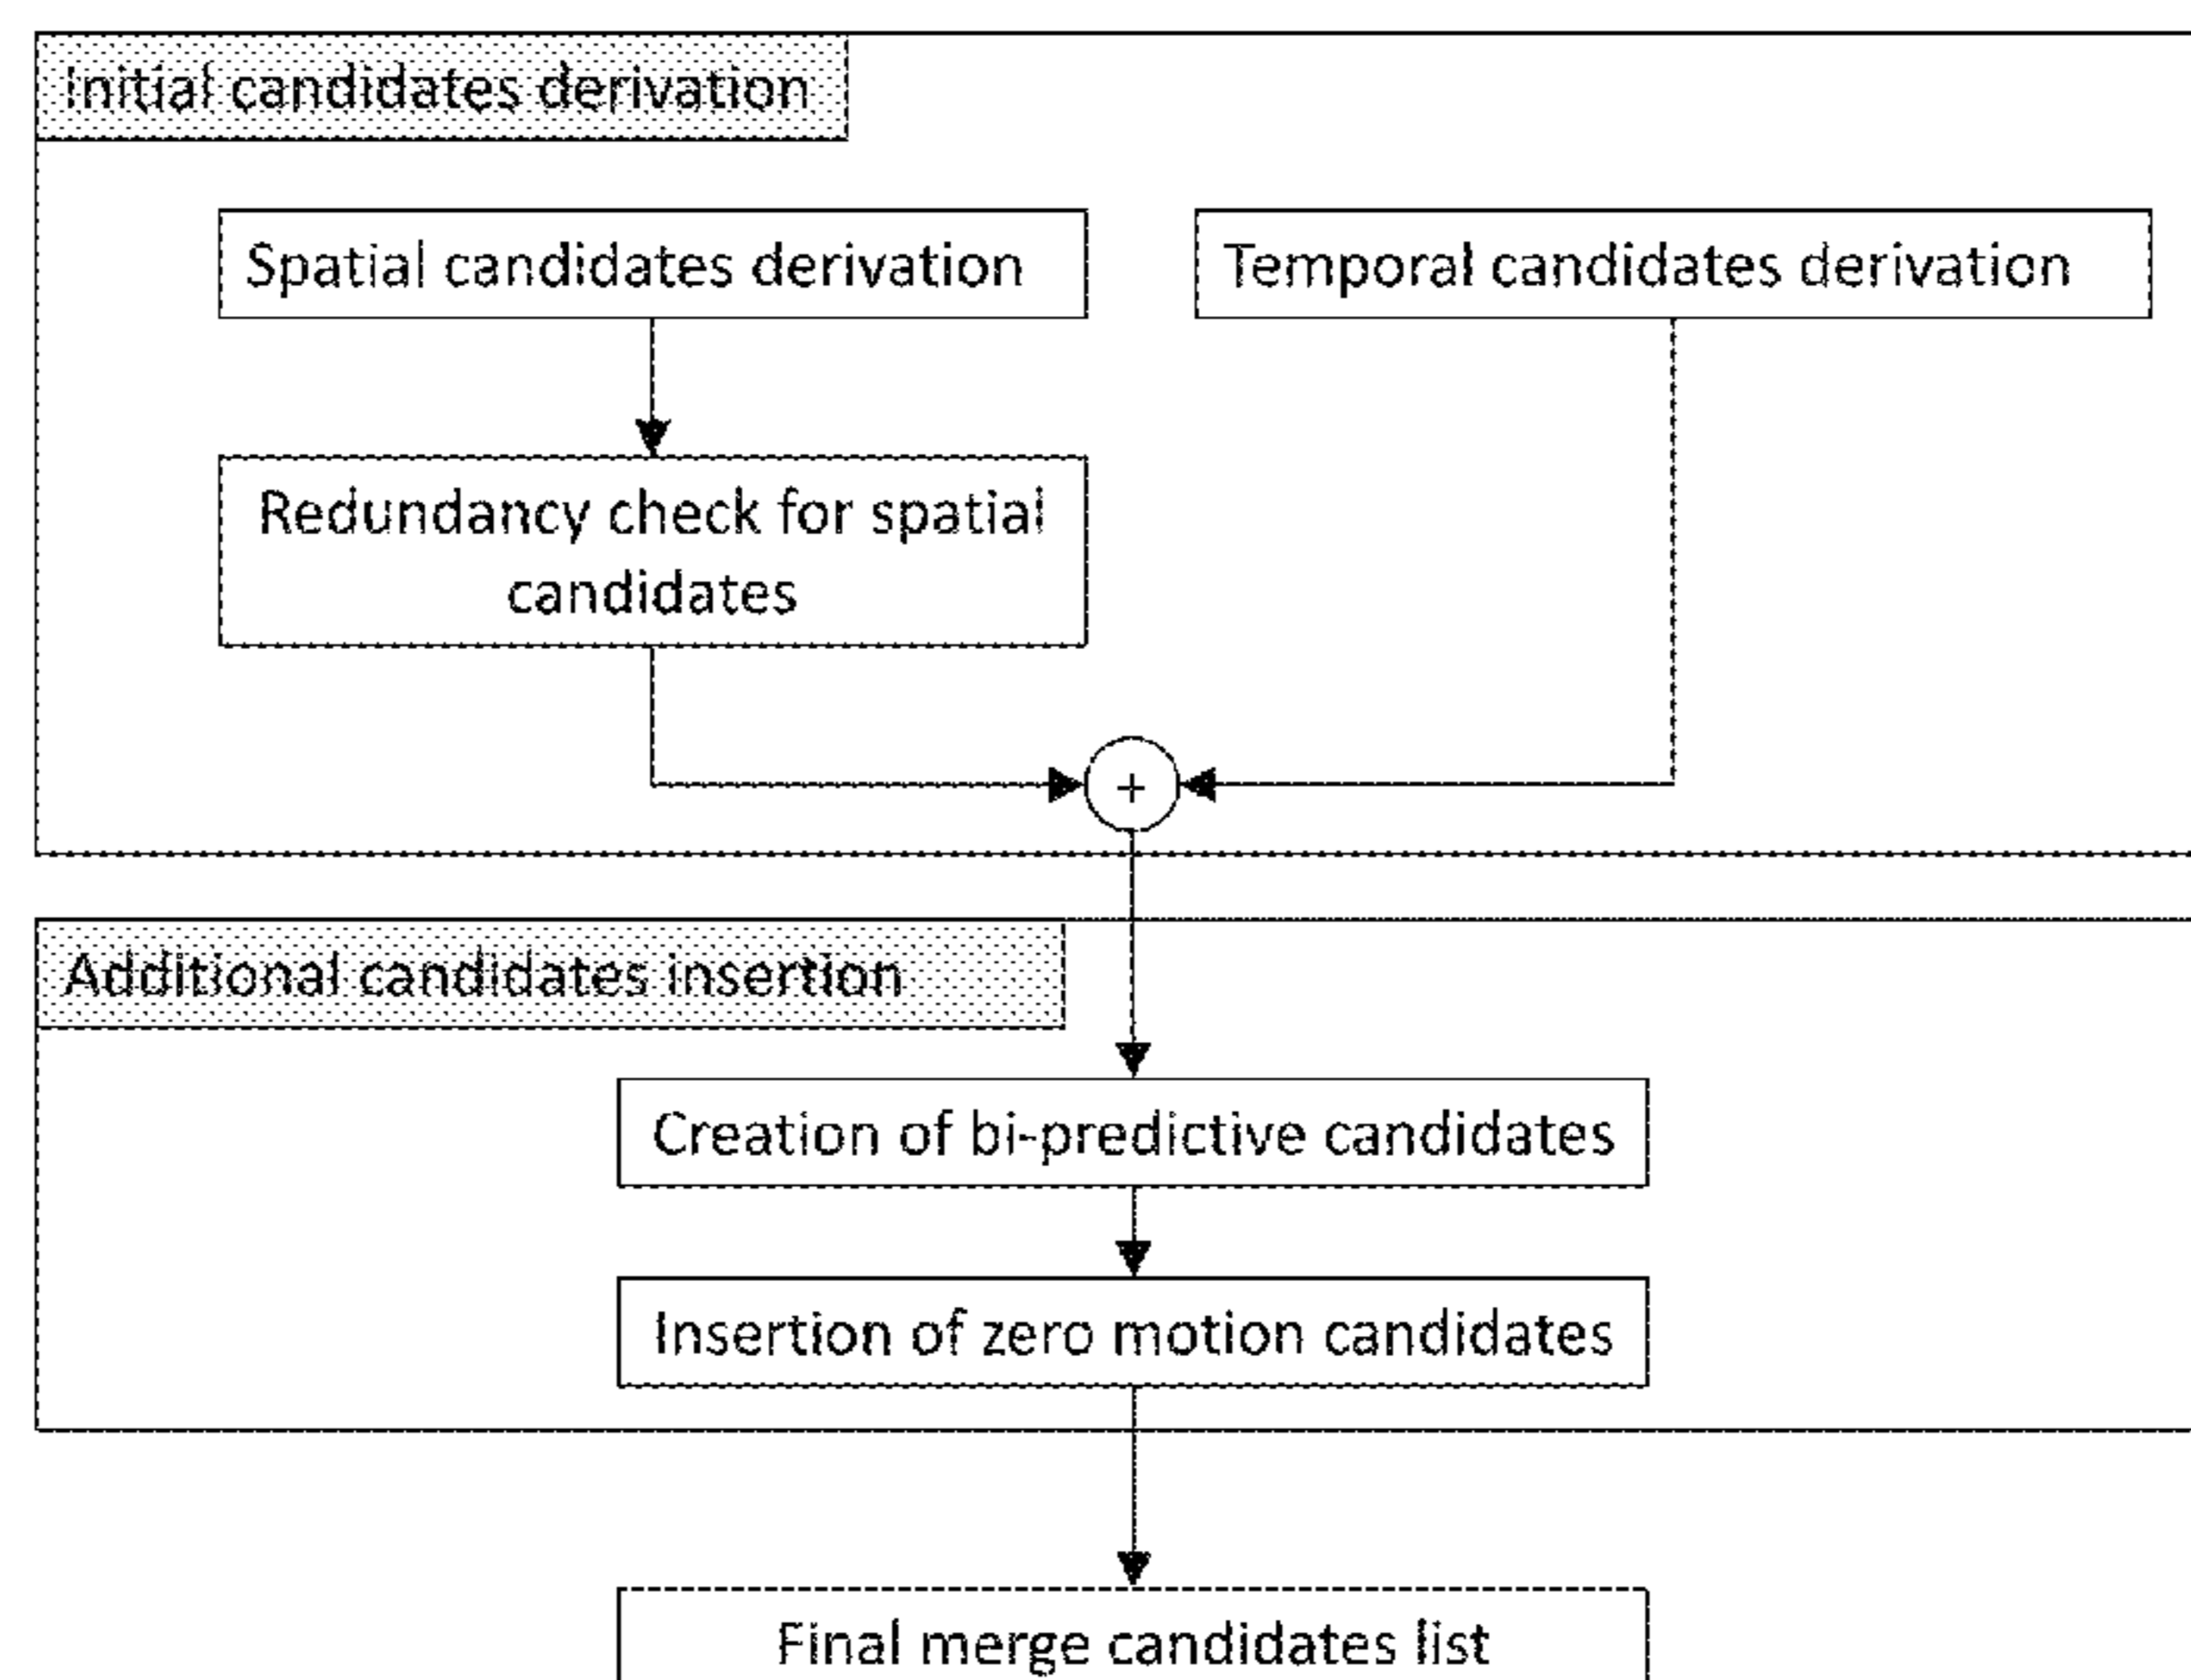 Initial candidates derivation
Spatial candidates derivation
Temporal candidates derivation
Redundancy check for spatial
candidates
+
Additional candidates insertion
Creation of bi-predictive candidates
Insertion of zero motion candidates
Final merge candidates list